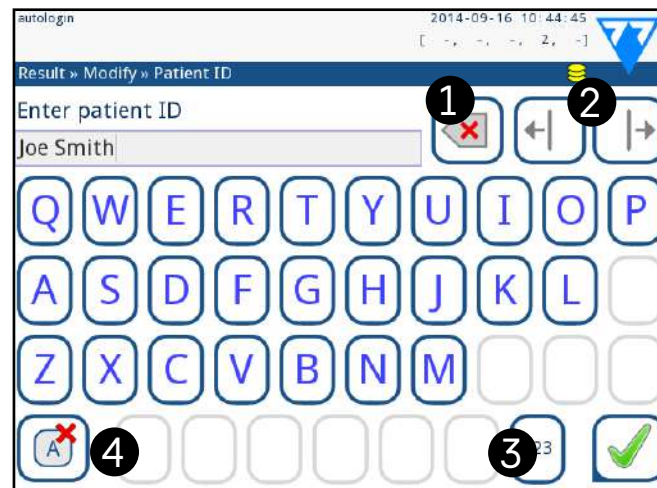 autologin
2014-09-16 10:44:45
[ -, -, -, 2, -]
Result » Modify » Patient ID
Enter patient ID
1
2
Joe Smith
Q W E R T Y U I O P
A S D F G H J K L
Z X C V B N M
A
4
3
23